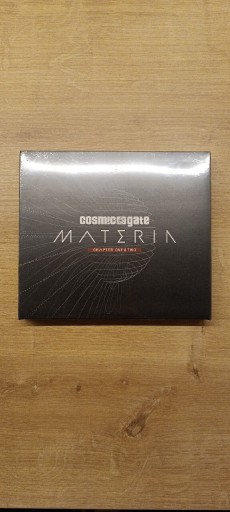 cosmicgate
MATERIA
CHAPTER ONE & TWO